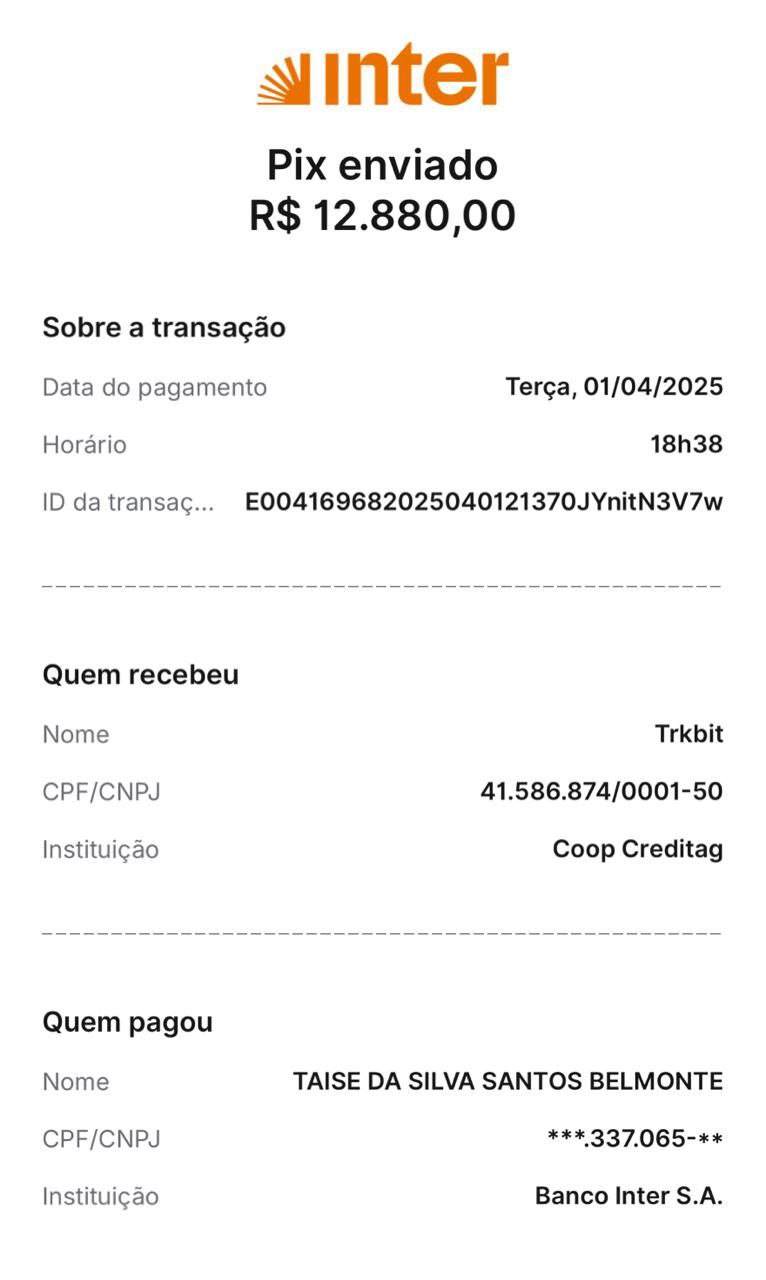 inter
Pix enviado
R$ 12.880,00
Sobre a transação
Data do pagamento Terça, 01/04/2025
Horário 18h38
ID da transaç... E004169682025040121370JYnitN3V7w
Quem recebeu
Nome Trkbit
CPF/CNPJ 41.586.874/0001-50
Instituição Coop Creditag
Quem pagou
Nome TAISE DA SILVA SANTOS BELMONTE
CPF/CNPJ ***.337.065-**
Instituição Banco Inter S.A.